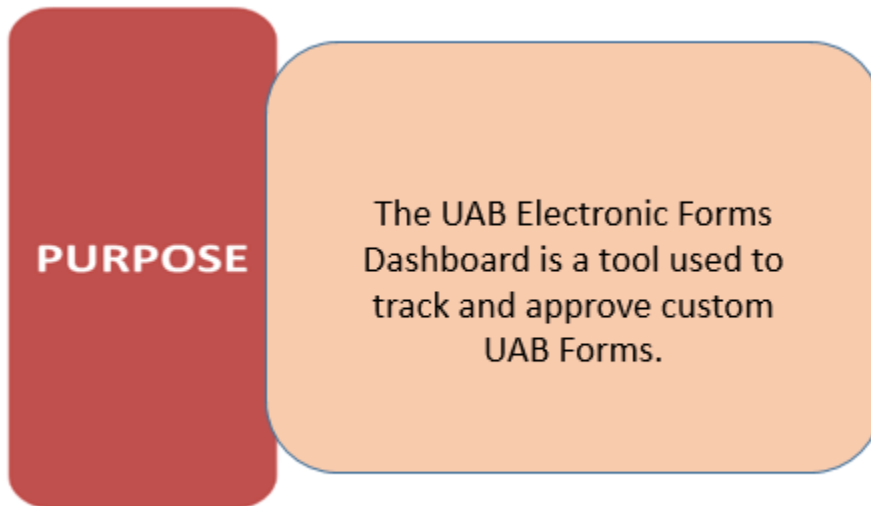 PURPOSE
The UAB Electronic Forms
Dashboard is a tool used to
track and approve custom
UAB Forms.